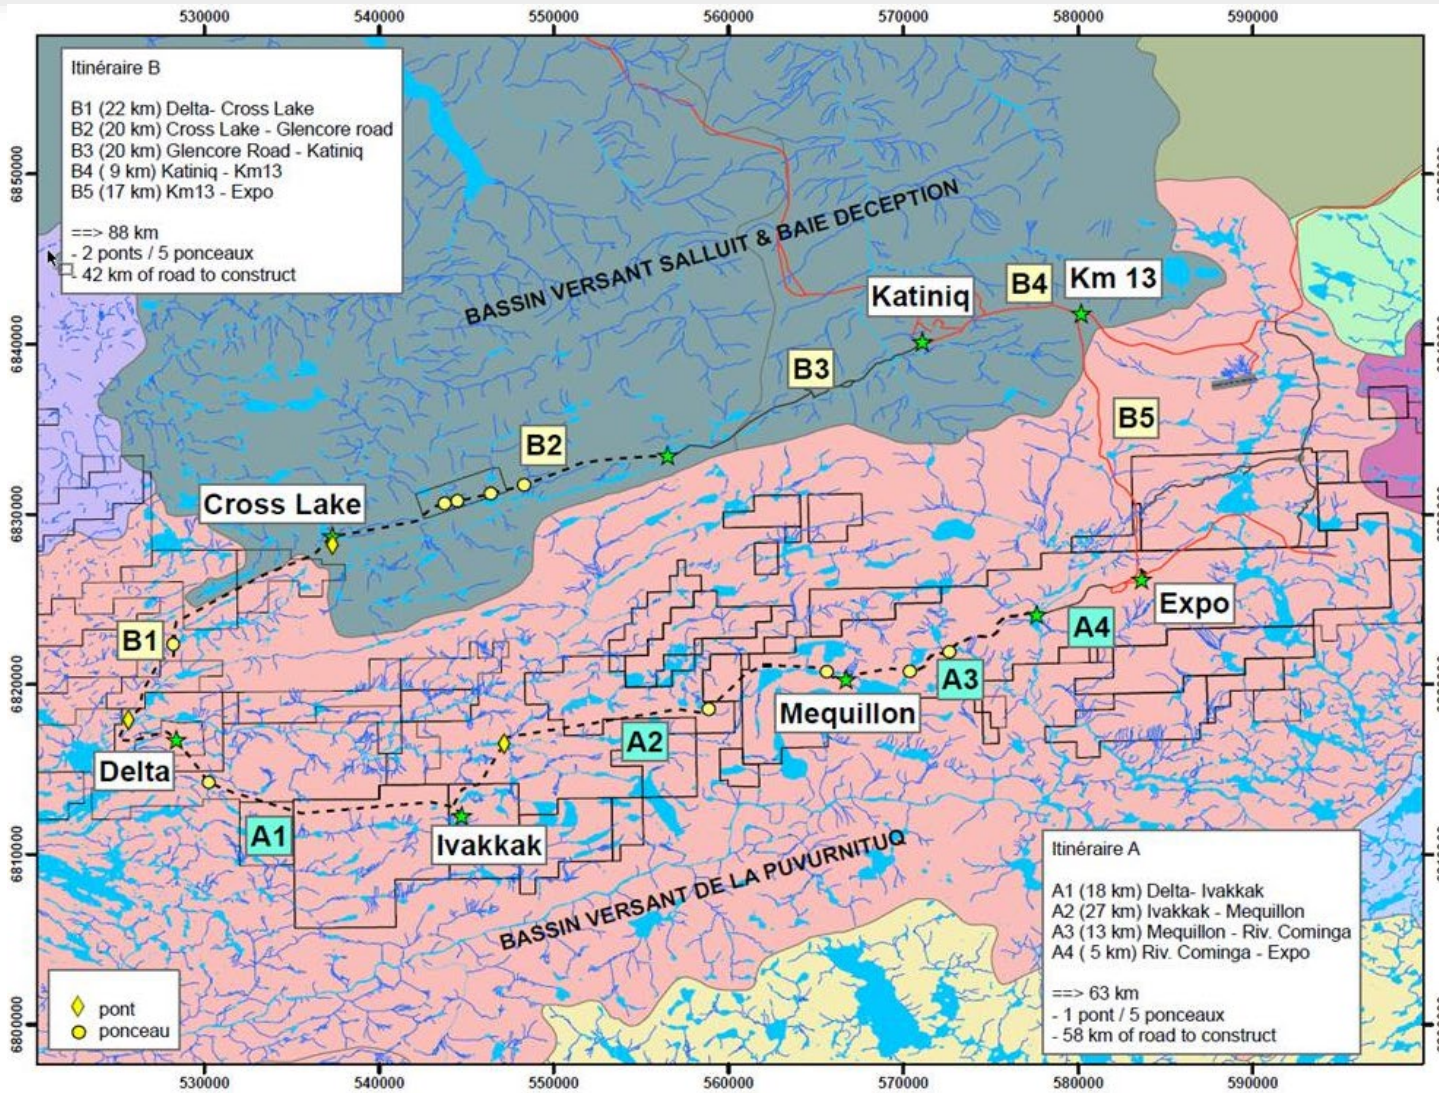 530000 540000 550000 560000 570000 580000 590000
Itinéraire B
B1 (22 km) Delta- Cross Lake
B2 (20 km) Cross Lake - Glencore road
B3 (20 km) Glencore Road - Katiniq
B4 ( 9 km) Katiniq - Km13
B5 (17 km) Km13 - Expo
==> 88 km
- 2 ponts / 5 ponceaux
- 42 km of road to construct
6850000
BASSIN VERSANT SALLUIT & BAIE DECEPTION
Katiniq
B4
Km 13
6840000
B3
B5
B2
Cross Lake
6830000
Expo
B1
A4
6820000
A3
Mequillon
A2
Delta
A1
Ivakkak
6810000
BASSIN VERSANT DE LA PUVURNITUQ
Itinéraire A
A1 (18 km) Delta- Ivakkak
A2 (27 km) Ivakkak - Mequillon
A3 (13 km) Mequillon - Riv. Cominga
A4 ( 5 km) Riv. Cominga - Expo
==> 63 km
- 1 pont / 5 ponceaux
- 58 km of road to construct
pont
ponceau
6800000
530000 540000 550000 560000 570000 580000 590000